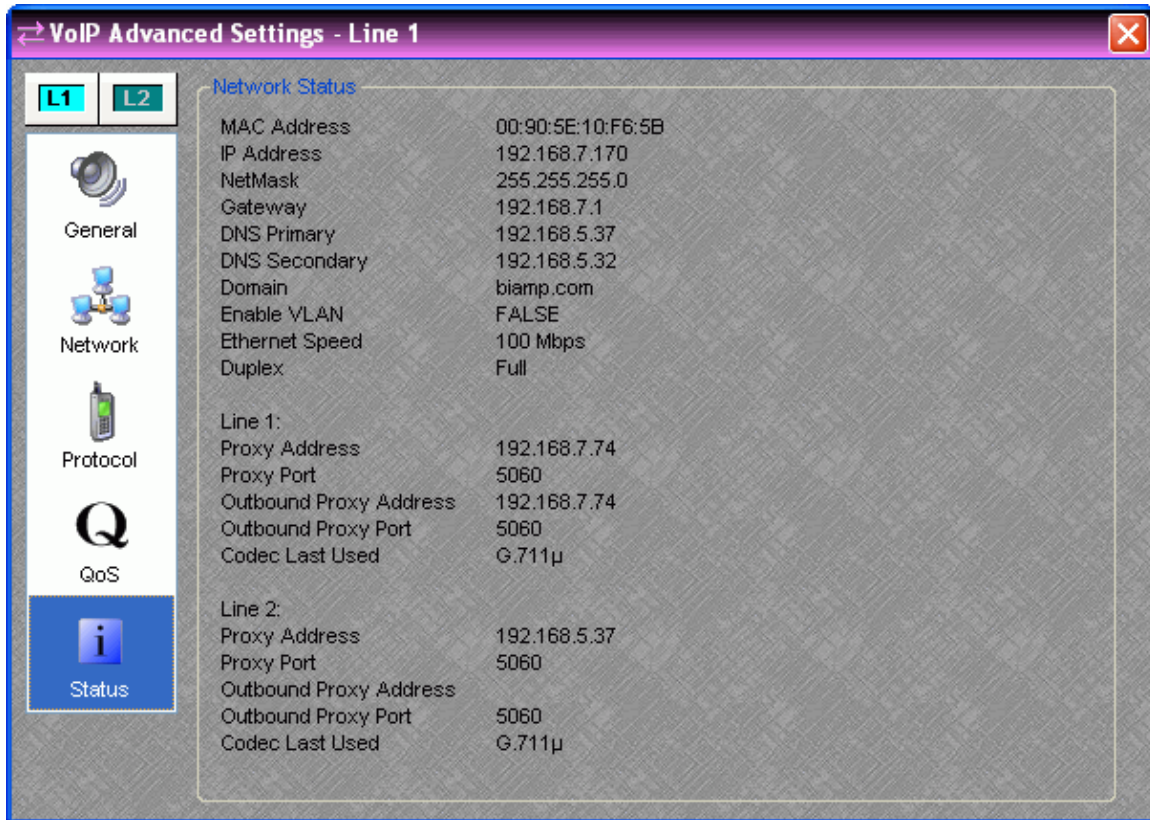 VoIP Advanced Settings - Line 1
L1 L2
General
Network
Protocol
Q
QoS
i
Status
Network Status
MAC Address 00:90:5E:10:F6:5B
IP Address 192.168.7.170
NetMask 255.255.255.0
Gateway 192.168.7.1
DNS Primary 192.168.5.37
DNS Secondary 192.168.5.32
Domain biamp.com
Enable VLAN FALSE
Ethernet Speed 100 Mbps
Duplex Full
Line 1:
Proxy Address 192.168.7.74
Proxy Port 5060
Outbound Proxy Address 192.168.7.74
Outbound Proxy Port 5060
Codec Last Used G.711µ
Line 2:
Proxy Address 192.168.5.37
Proxy Port 5060
Outbound Proxy Address
Outbound Proxy Port 5060
Codec Last Used G.711µ